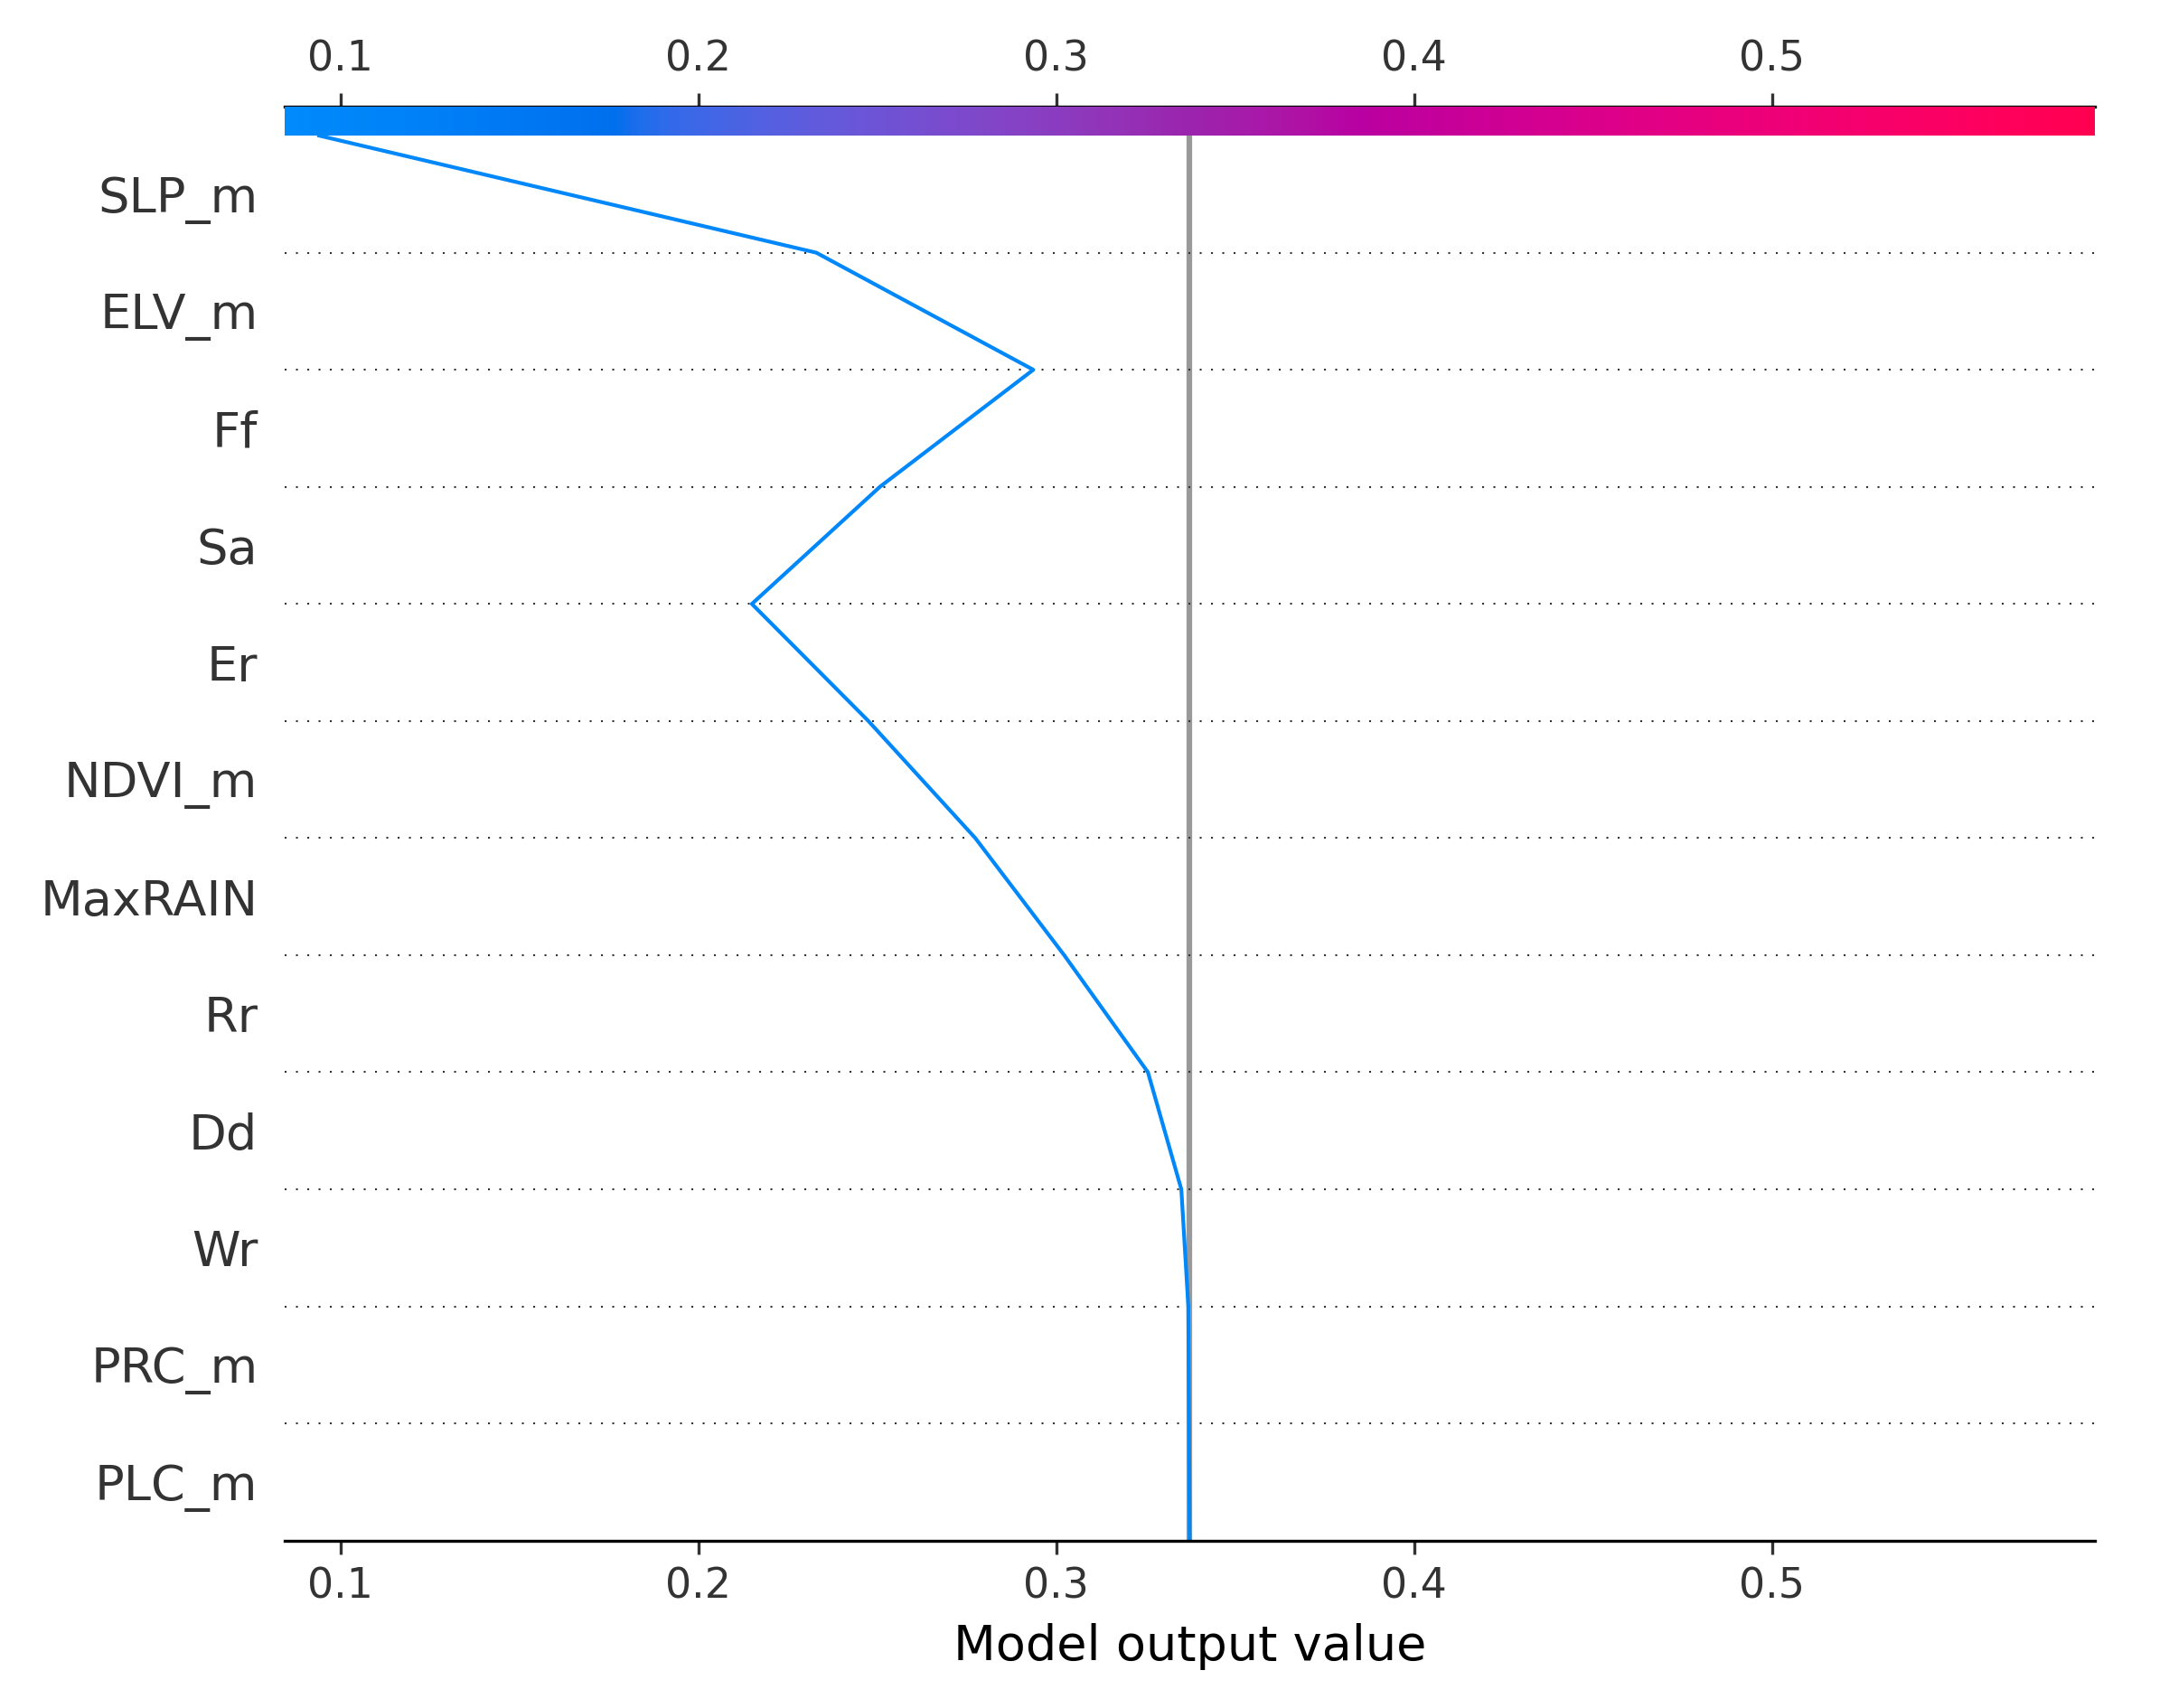 0.1 0.2 0.3 0.4 0.5
SLP_m
ELV_m
Ff
Sa
Er
NDVI_m
MaxRAIN
Rr
Dd
Wr
PRC_m
PLC_m
0.1 0.2 0.3 0.4 0.5
Model output value